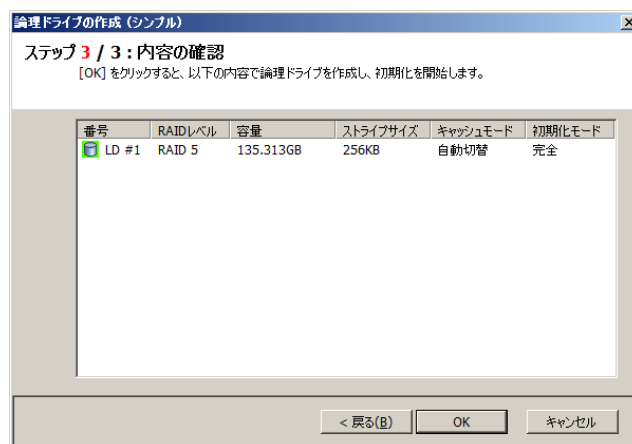 論理ドライブの作成 (シンプル)
ステップ 3 / 3 : 内容の確認
[OK] をクリックすると、以下の内容で論理ドライブを作成し、初期化を開始します。
番号 RAIDレベル 容量 ストライプサイズ キャッシュモード 初期化モード
LD #1 RAID 5 135.313GB 256KB 自動切替 完全
< 戻る(B) OK キャンセル